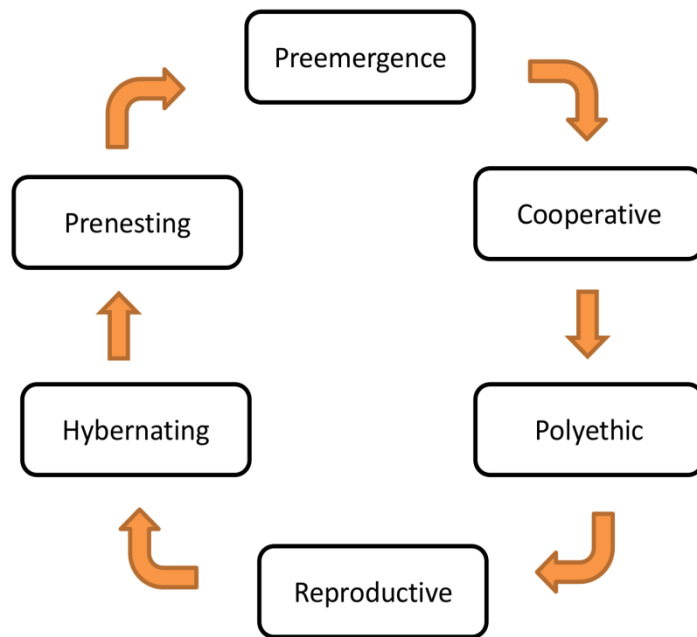 Preemergence
Cooperative
Polyethic
Reproductive
Hybernating
Prenesting